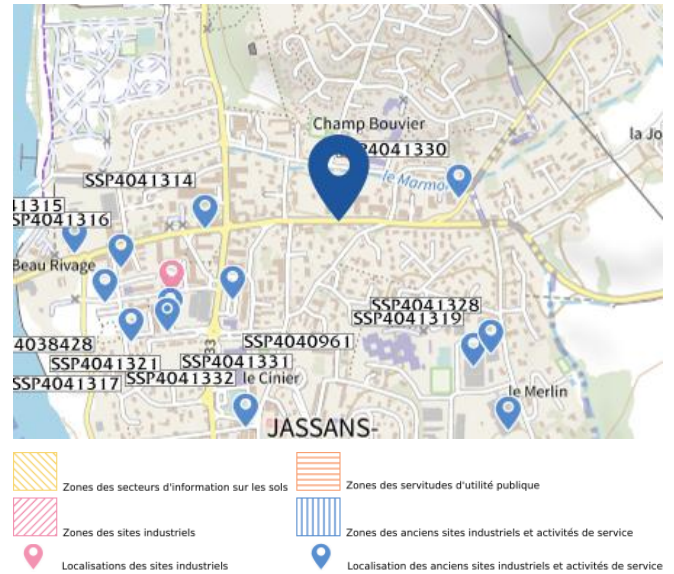 Champ Bouvier
SSP4041330
la Jo
SSP4041314
le Marmo
41315
SP4041316
Beau Rivage
SSP4041328
SSP4041319
4038428
SSP4040961
SSP4041321
SSP4041331
33
SSP4041317
SSP4041332
le Cinier
le Merlin
JASSANS-
Zones des secteurs d'information sur les sols
Zones des servitudes d'utilité publique
Zones des sites industriels
Zones des anciens sites industriels et activités de service
Localisations des sites industriels
Localisation des anciens sites industriels et activités de service